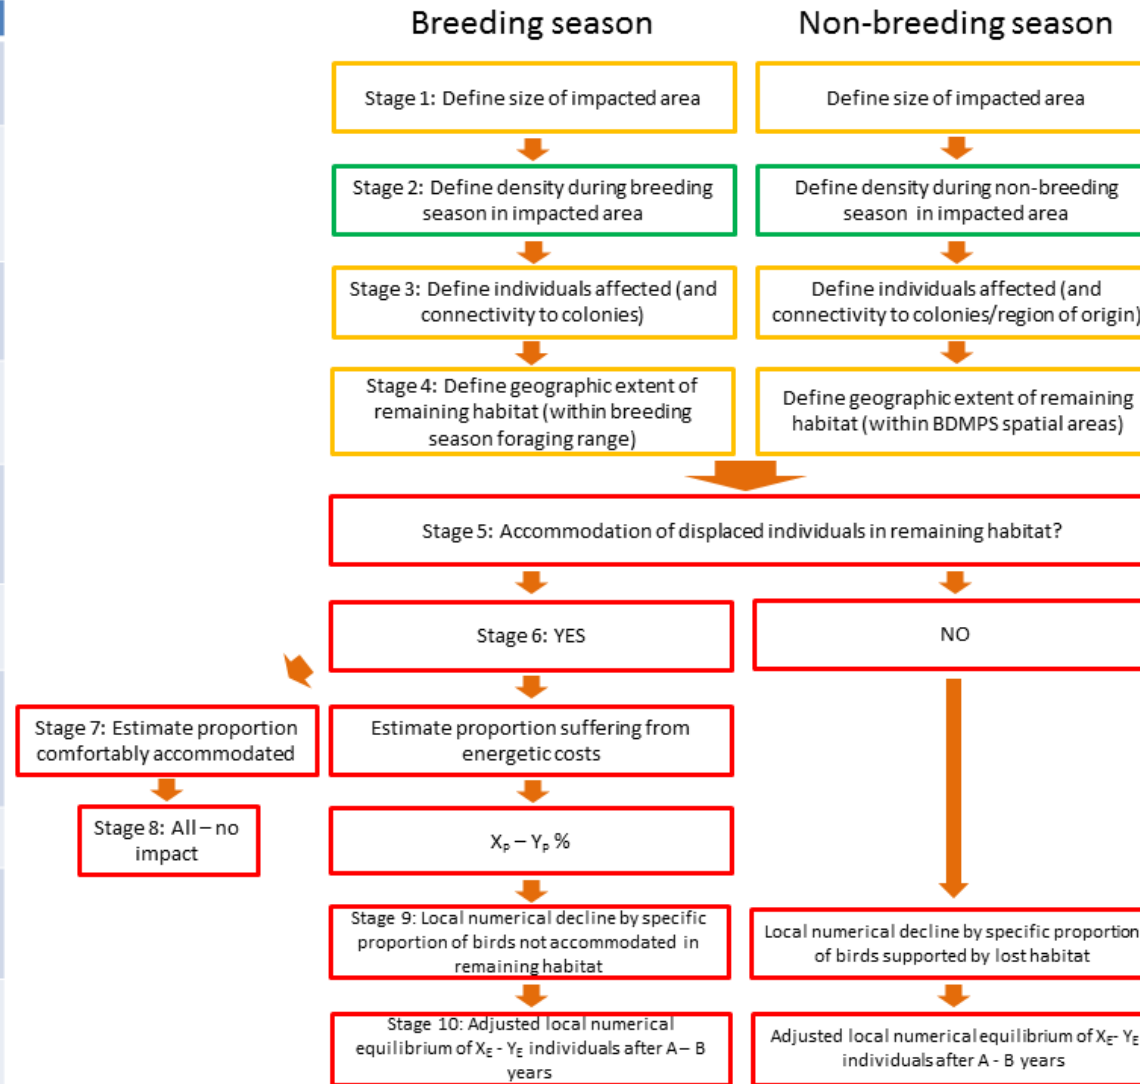 Breeding season
Non-breeding season
Stage 1: Define size of impacted area
Define size of impacted area
Stage 2: Define density during breeding
season in impacted area
Define density during non-breeding
season in impacted area
Stage 3: Define individuals affected (and
connectivity to colonies)
Define individuals affected (and
connectivity to colonies/region of origin)
Stage 4: Define geographic extent of
remaining habitat (within breeding
season foraging range)
Define geographic extent of remaining
habitat (within BDMPS spatial areas)
Stage 5: Accommodation of displaced individuals in remaining habitat?
Stage 6: YES
NO
Stage 7: Estimate proportion
comfortably accommodated
Estimate proportion suffering from
energetic costs
Stage 8: All – no
impact
Xₚ – Yₚ %
Stage 9: Local numerical decline by specific
proportion of birds not accommodated in
remaining habitat
Local numerical decline by specific proportion
of birds supported by lost habitat
Stage 10: Adjusted local numerical
equilibrium of X_E - Y_E individuals after A – B
years
Adjusted local numerical equilibrium of X_E- Y_E
individuals after A - B years